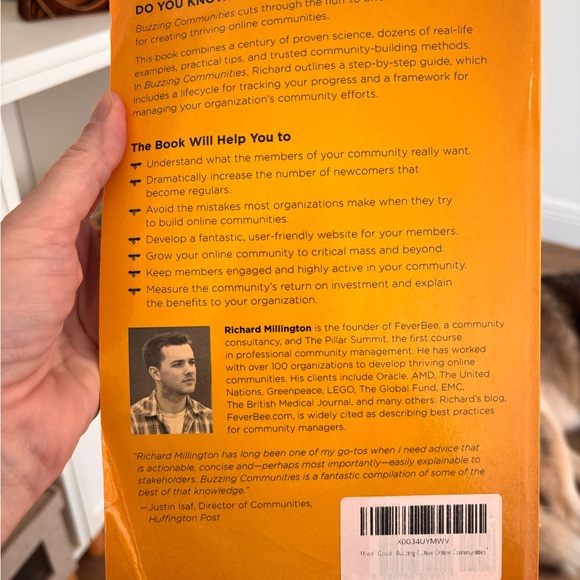 DO YOU KNOW
Buzzing Communities cuts through the fluff to
for creating thriving online communities.
This book combines a century of proven science, dozens of real-life
examples, practical tips, and trusted community-building methods.
In Buzzing Communities, Richard outlines a step-by-step guide, which
includes a lifecycle for tracking your progress and a framework for
managing your organization's community efforts.
The Book Will Help You to
Understand what the members of your community really want.
Dramatically increase the number of newcomers that
become regulars.
Avoid the mistakes most organizations make when they try
to build online communities.
Develop a fantastic, user-friendly website for your members.
Grow your online community to critical mass and beyond.
Keep members engaged and highly active in your community.
Measure the community's return on investment and explain
the benefits to your organization.
Richard Millington is the founder of FeverBee, a community
consultancy, and The Pillar Summit, the first course
in professional community management. He has worked
with over 100 organizations to develop thriving online
communities. His clients include Oracle, AMD, The United
Nations, Greenpeace, LEGO, The Global Fund, EMC,
The British Medical Journal, and many others. Richard's blog,
FeverBee.com, is widely cited as describing best practices
for community managers.
"Richard Millington has long been one of my go-tos when I need advice that
is actionable, concise and—perhaps most importantly—easily explainable to
stakeholders. Buzzing Communities is a fantastic compilation of some of the
best of that knowledge."
—Justin Isaf, Director of Communities,
Huffington Post
X0034UYMWV
Used - Good - Buzzing Online Communities